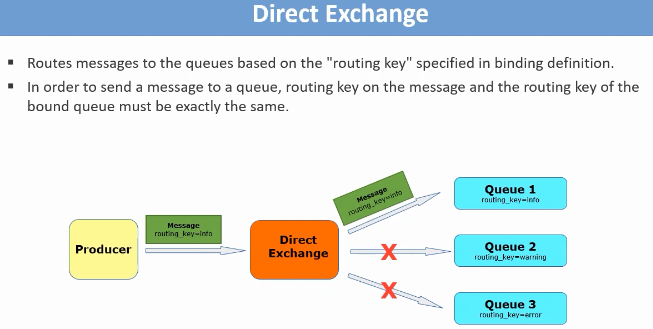 Direct Exchange
▪ Routes messages to the queues based on the "routing key" specified in binding definition.
▪ In order to send a message to a queue, routing key on the message and the routing key of the
bound queue must be exactly the same.
Producer
Message
routing_key=info
Direct
Exchange
Message
routing_key=info
X
X
Queue 1
routing_key=info
Queue 2
routing_key=warning
Queue 3
routing_key=error